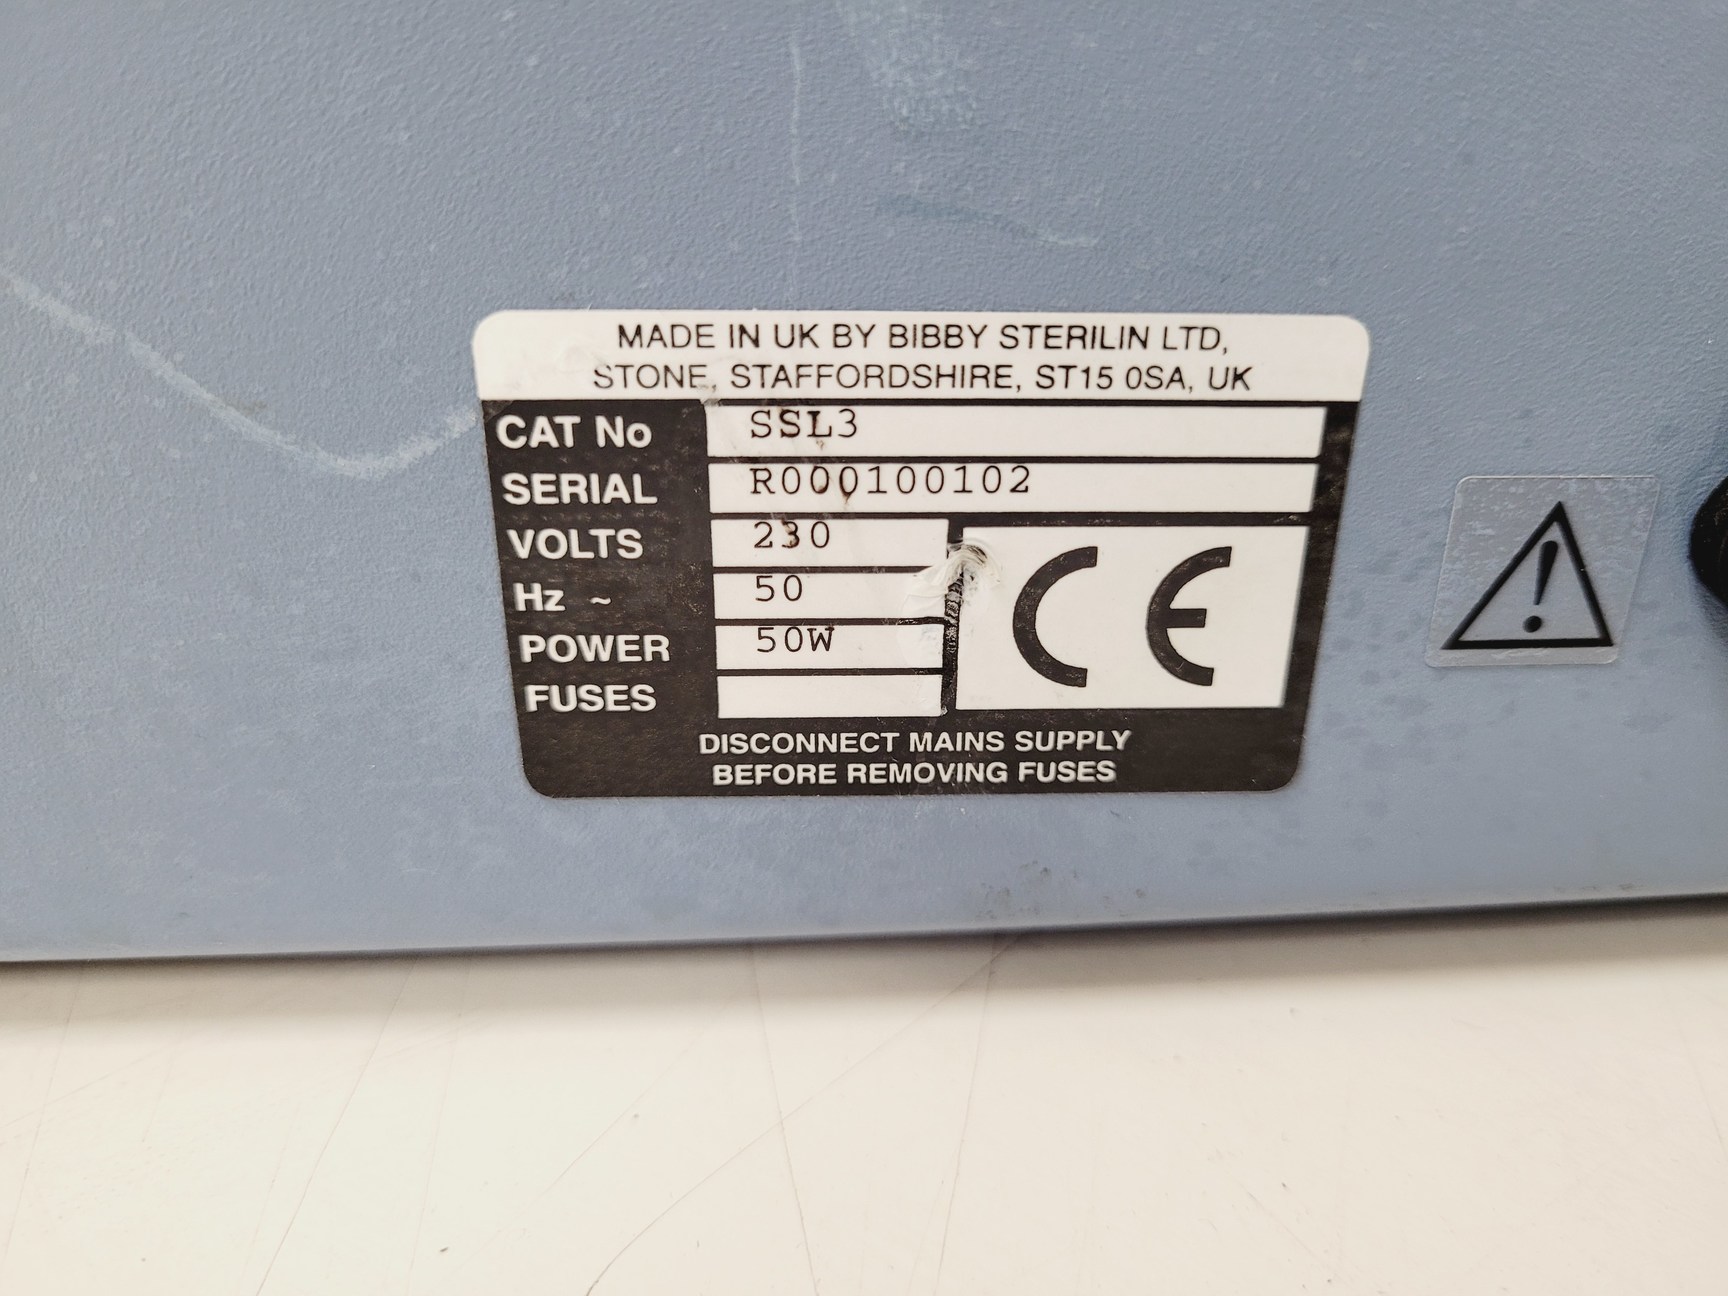 MADE IN UK BY BIBBY STERILIN LTD,
STONE, STAFFORDSHIRE, ST15 0SA, UK
CAT No SSL3
SERIAL R000100102
VOLTS 230
Hz ~ 50
POWER 50W
FUSES
CE
DISCONNECT MAINS SUPPLY
BEFORE REMOVING FUSES
!